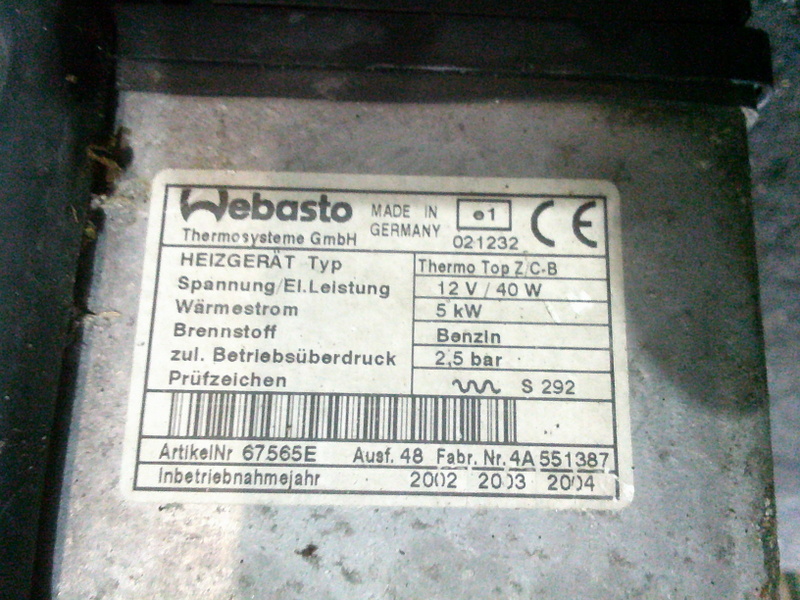 Webasto
Thermosysteme GmbH
MADE IN
GERMANY
e1
021232
CE
HEIZGERÄT Typ Thermo Top Z/C-B
Spannung/El.Leistung 12 V / 40 W
Wärmestrom 5 kW
Brennstoff Benzin
zul. Betriebsüberdruck 2,5 bar
Prüfzeichen S 292
ArtikelNr 67565E Ausf. 48 Fabr. Nr. 4A 551387
Inbetriebnahmejahr 2002 2003 2004